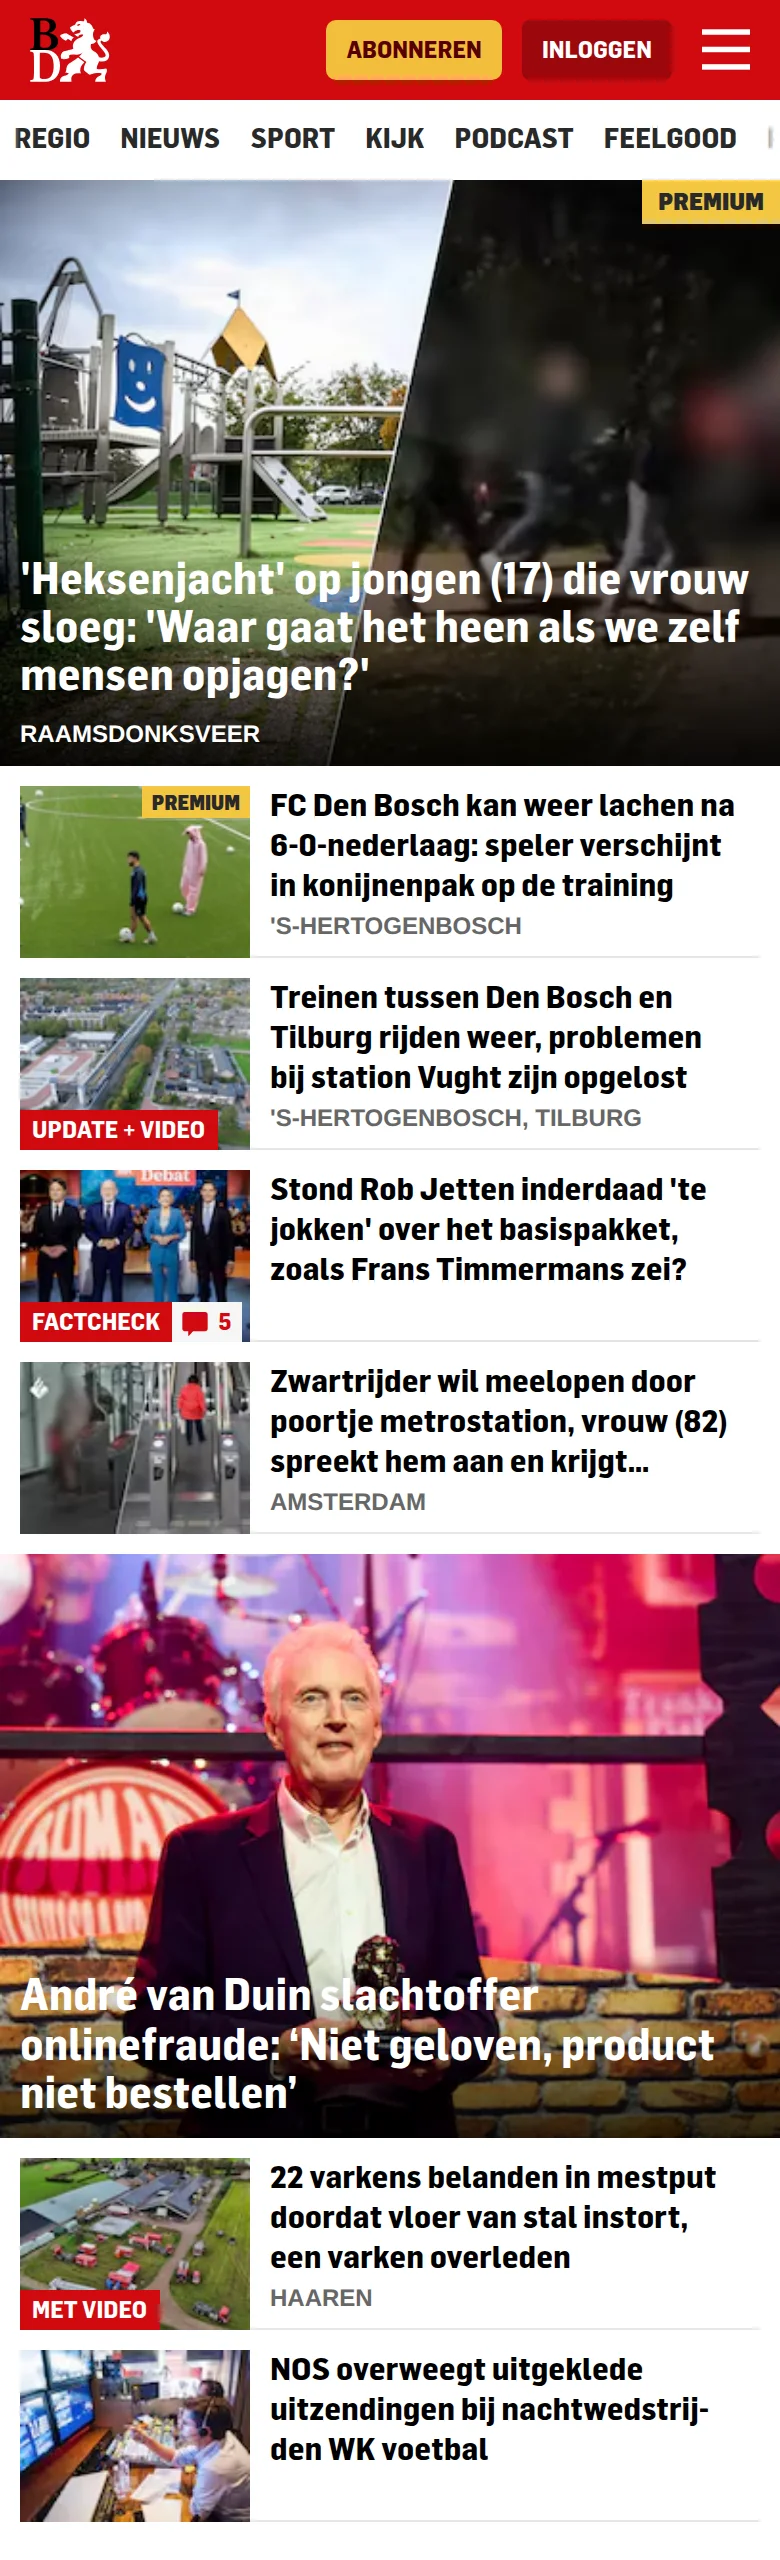 B
D
ABONNEREN
INLOGGEN
REGIO NIEUWS SPORT KIJK PODCAST FEELGOOD
PREMIUM
'Heksenjacht' op jongen (17) die vrouw
sloeg: 'Waar gaat het heen als we zelf
mensen opjagen?'
RAAMSDONKSVEER
PREMIUM
FC Den Bosch kan weer lachen na
6-0-nederlaag: speler verschijnt
in konijnenpak op de training
'S-HERTOGENBOSCH
UPDATE + VIDEO
Treinen tussen Den Bosch en
Tilburg rijden weer, problemen
bij station Vught zijn opgelost
'S-HERTOGENBOSCH, TILBURG
Debat
FACTCHECK
5
Stond Rob Jetten inderdaad 'te
jokken' over het basispakket,
zoals Frans Timmermans zei?
Zwartrijder wil meelopen door
poortje metrostation, vrouw (82)
spreekt hem aan en krijgt...
AMSTERDAM
André van Duin slachtoffer
onlinefraude: ‘Niet geloven, product
niet bestellen’
MET VIDEO
22 varkens belanden in mestput
doordat vloer van stal instort,
een varken overleden
HAAREN
NOS overweegt uitgeklede
uitzendingen bij nachtwedstrij-
den WK voetbal